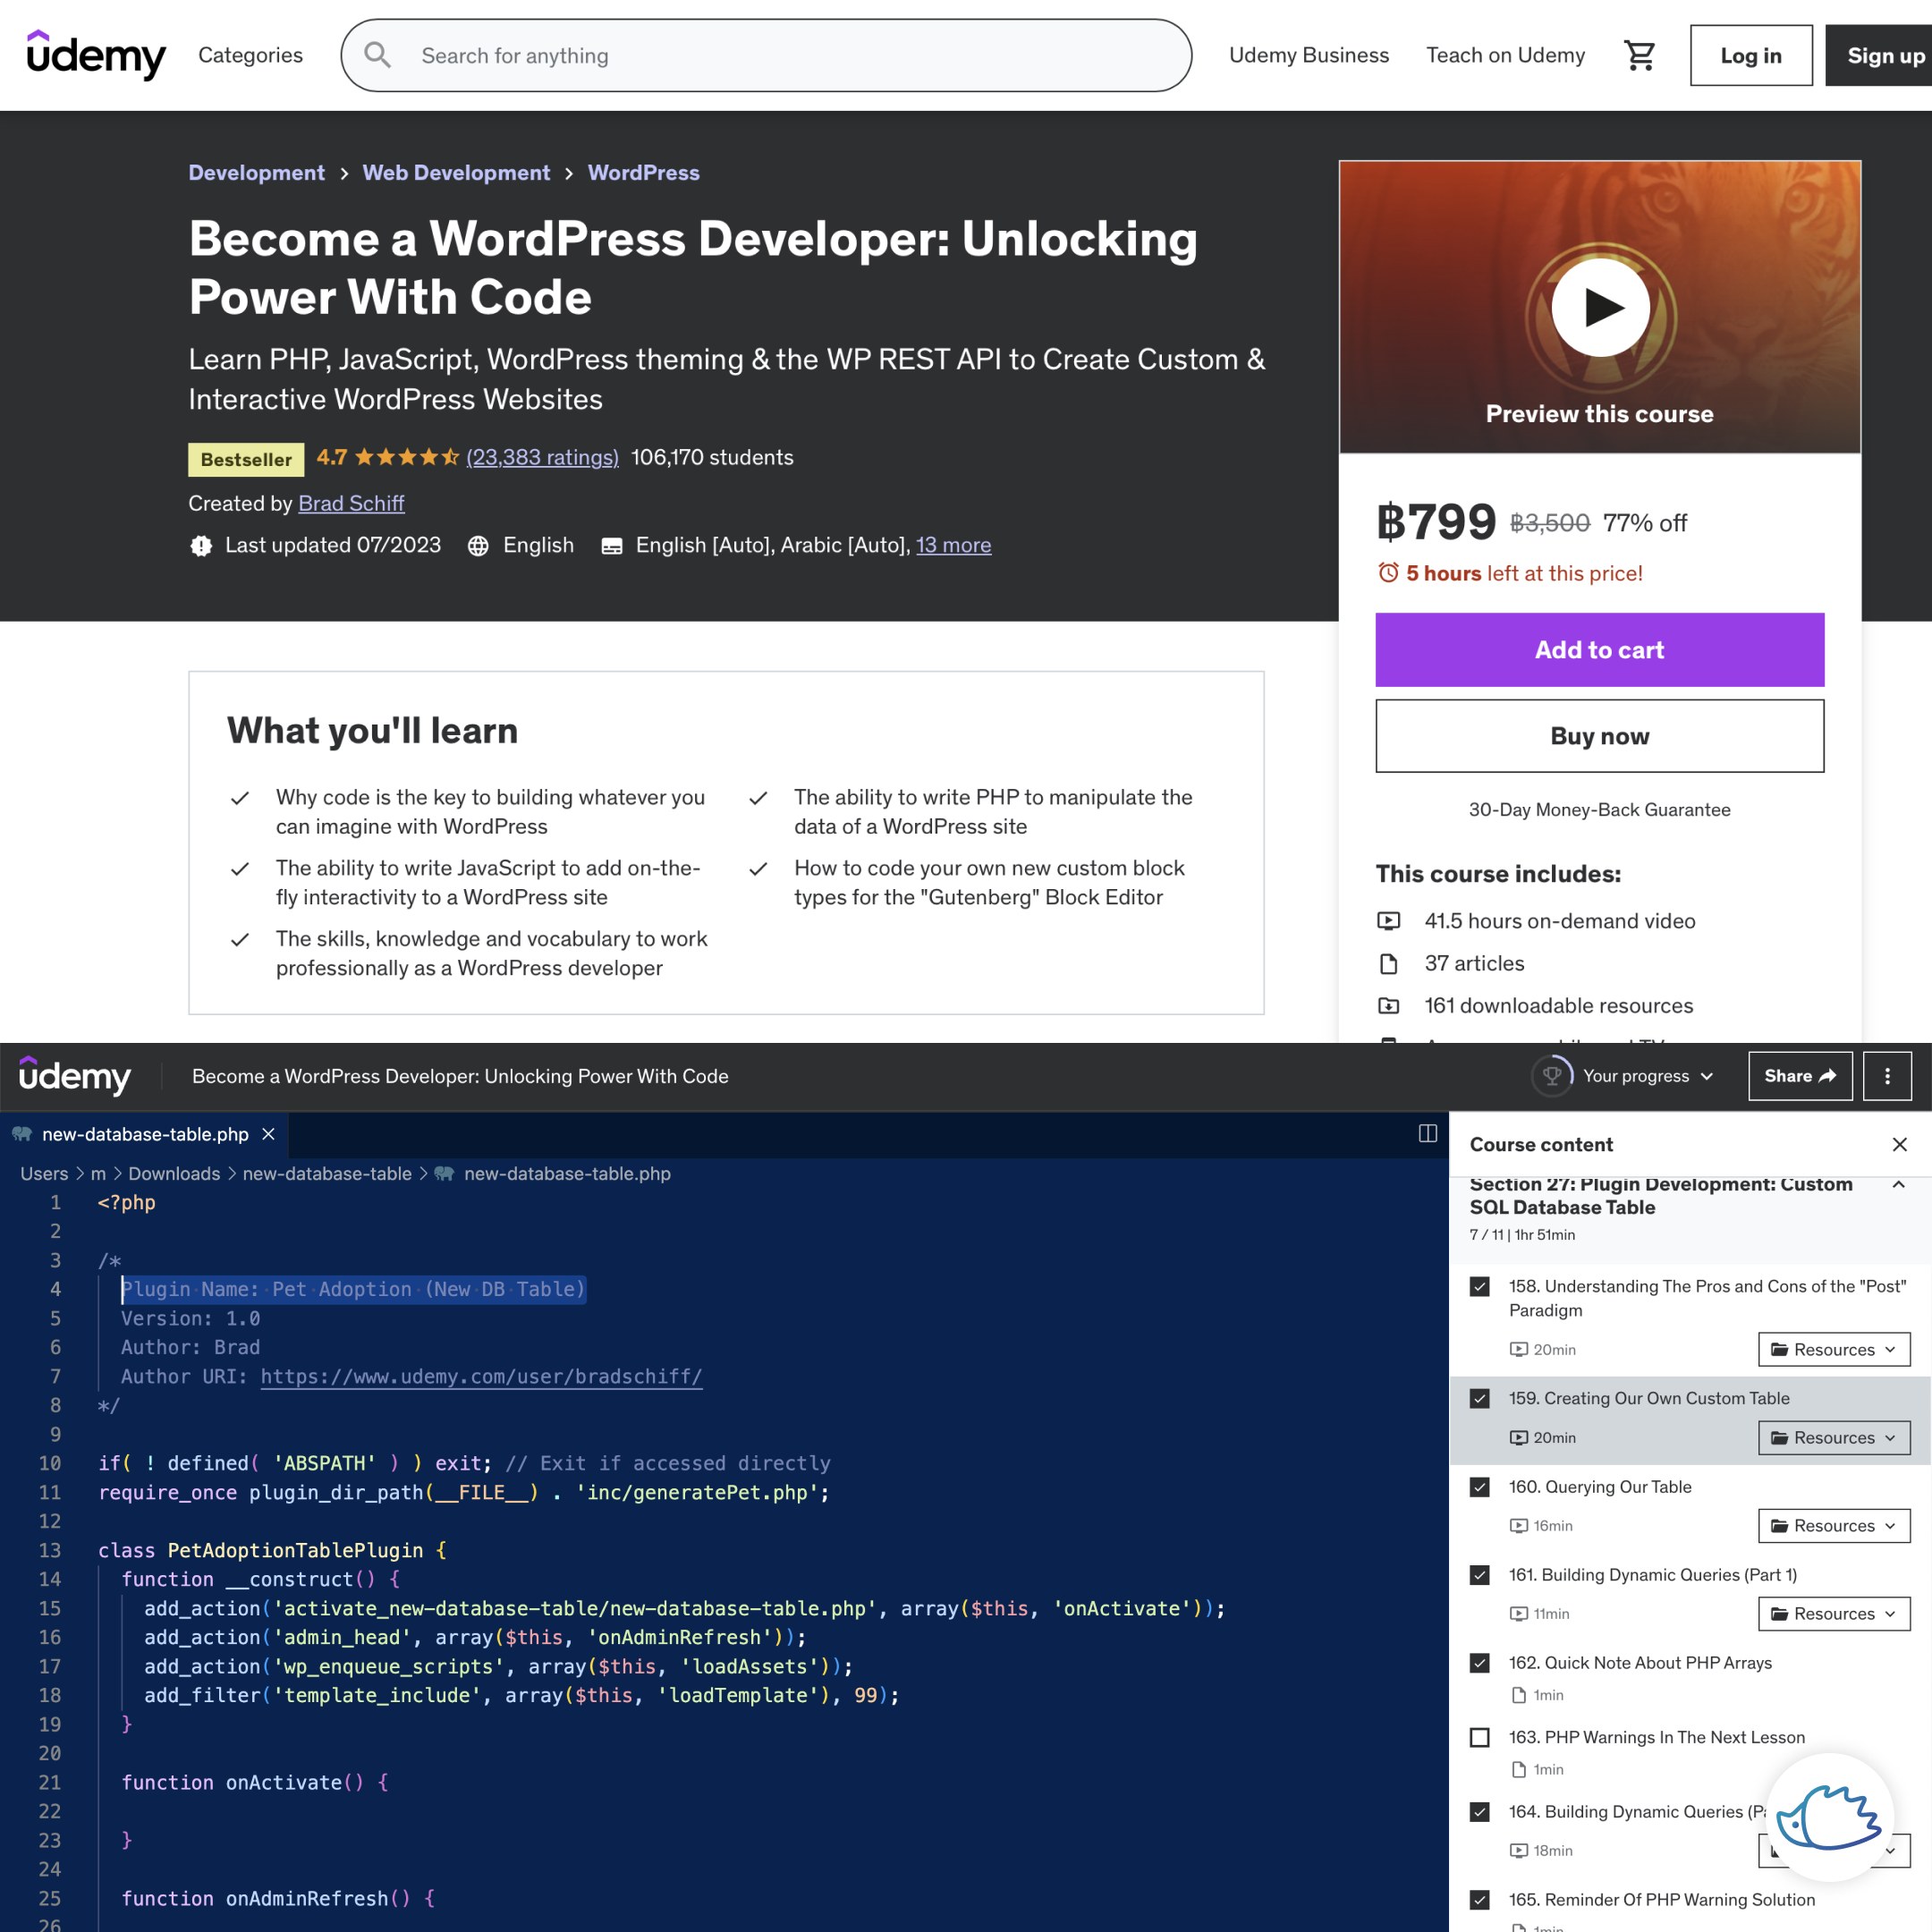 udemy
Categories
Search for anything
Udemy Business
Teach on Udemy
Log in
Sign up
Development > Web Development > WordPress
Become a WordPress Developer: Unlocking
Power With Code
Learn PHP, JavaScript, WordPress theming & the WP REST API to Create Custom &
Interactive WordPress Websites
Bestseller 4.7 (23,383 ratings) 106,170 students
Created by Brad Schiff
Last updated 07/2023 English English [Auto], Arabic [Auto], 13 more
Preview this course
฿799 ฿3,500 77% off
5 hours left at this price!
Add to cart
Buy now
30-Day Money-Back Guarantee
This course includes:
41.5 hours on-demand video
37 articles
161 downloadable resources
What you'll learn
Why code is the key to building whatever you
can imagine with WordPress
The ability to write JavaScript to add on-the-
fly interactivity to a WordPress site
The skills, knowledge and vocabulary to work
professionally as a WordPress developer
The ability to write PHP to manipulate the
data of a WordPress site
How to code your own new custom block
types for the "Gutenberg" Block Editor
udemy
Become a WordPress Developer: Unlocking Power With Code
Your progress
Share
new-database-table.php
Users > m > Downloads > new-database-table > new-database-table.php
1 <?php
2
3 /*
4 Plugin Name: Pet Adoption (New DB Table)
5 Version: 1.0
6 Author: Brad
7 Author URI: https://www.udemy.com/user/bradschiff/
8 */
9
10 if( ! defined( 'ABSPATH' ) ) exit; // Exit if accessed directly
11 require_once plugin_dir_path(__FILE__) . 'inc/generatePet.php';
12
13 class PetAdoptionTablePlugin {
14 function __construct() {
15 add_action('activate_new-database-table/new-database-table.php', array($this, 'onActivate'));
16 add_action('admin_head', array($this, 'onAdminRefresh'));
17 add_action('wp_enqueue_scripts', array($this, 'loadAssets'));
18 add_filter('template_include', array($this, 'loadTemplate'), 99);
19 }
20
21 function onActivate() {
22
23 }
24
25 function onAdminRefresh() {
26
Course content
Section 27: Plugin Development: Custom
SQL Database Table
7 / 11 | 1hr 51min
158. Understanding The Pros and Cons of the "Post"
Paradigm
20min
Resources
159. Creating Our Own Custom Table
20min
Resources
160. Querying Our Table
16min
Resources
161. Building Dynamic Queries (Part 1)
11min
Resources
162. Quick Note About PHP Arrays
1min
163. PHP Warnings In The Next Lesson
1min
164. Building Dynamic Queries
18min
165. Reminder Of PHP Warning Solution
1min